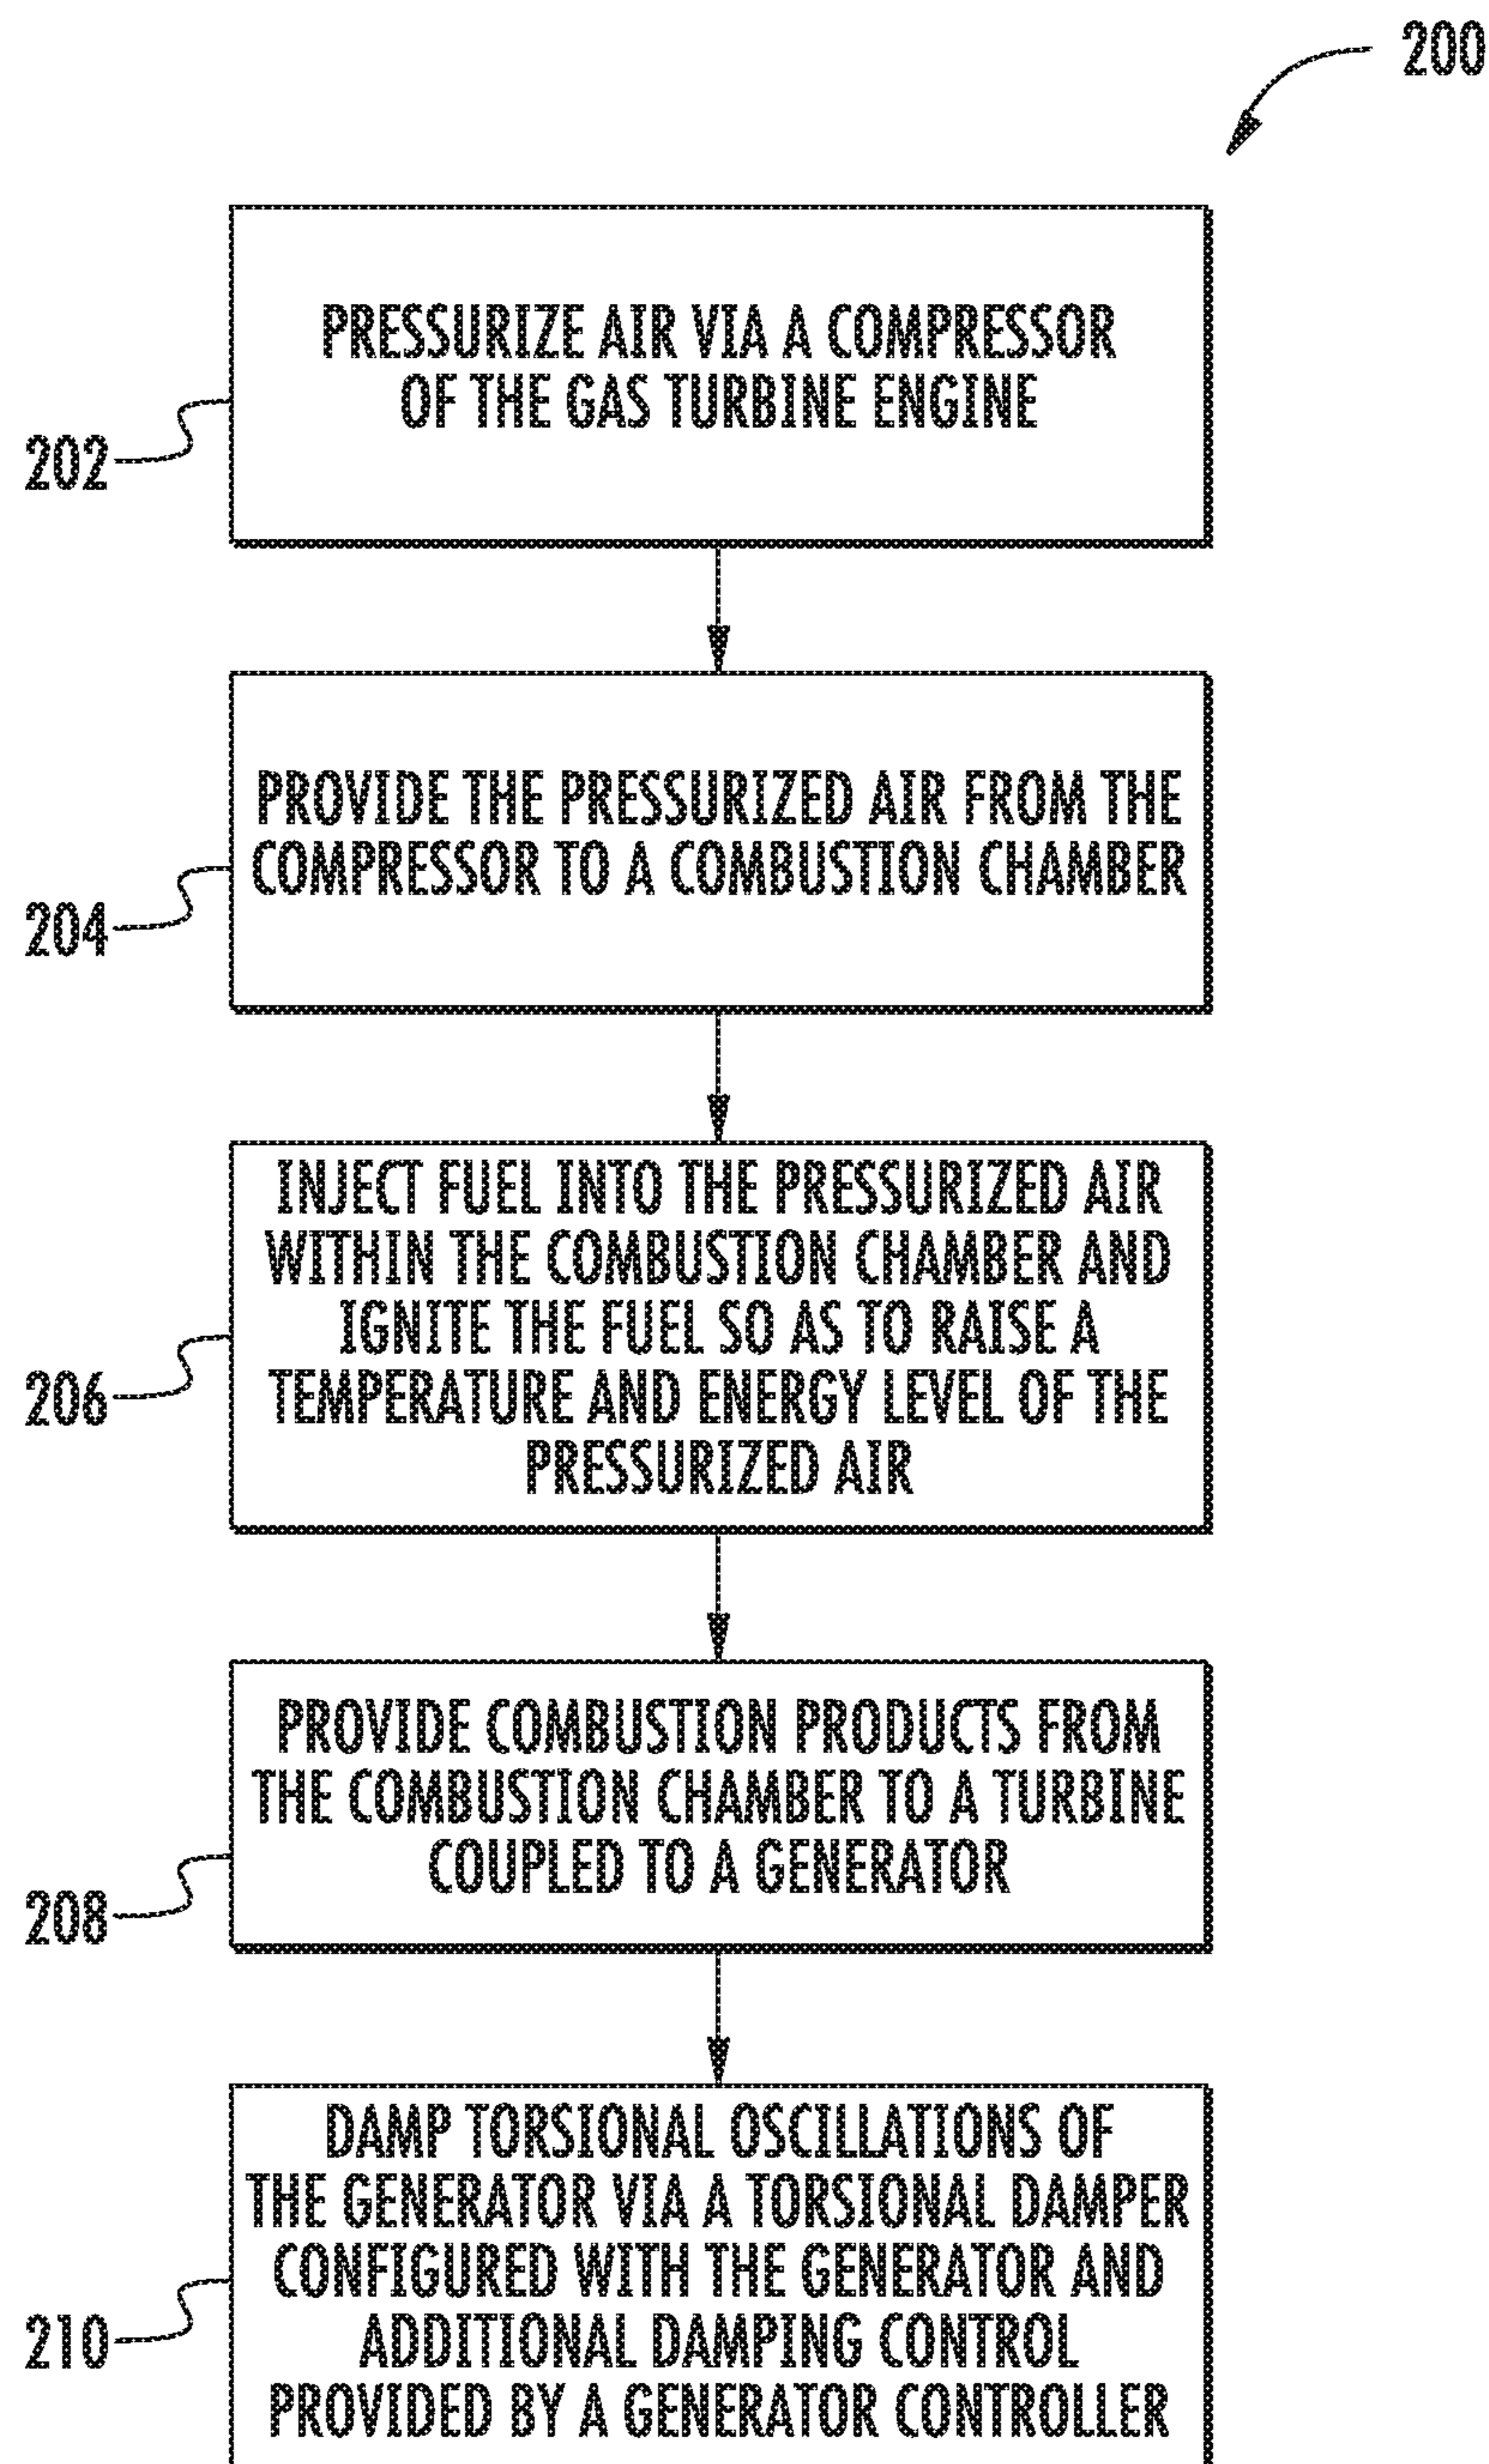 200
PRESSURIZE AIR VIA A COMPRESSOR
OF THE GAS TURBINE ENGINE
202
PROVIDE THE PRESSURIZED AIR FROM THE
COMPRESSOR TO A COMBUSTION CHAMBER
204
INJECT FUEL INTO THE PRESSURIZED AIR
WITHIN THE COMBUSTION CHAMBER AND
IGNITE THE FUEL SO AS TO RAISE A
TEMPERATURE AND ENERGY LEVEL OF THE
PRESSURIZED AIR
206
PROVIDE COMBUSTION PRODUCTS FROM
THE COMBUSTION CHAMBER TO A TURBINE
COUPLED TO A GENERATOR
208
DAMP TORSIONAL OSCILLATIONS OF
THE GENERATOR VIA A TORSIONAL DAMPER
CONFIGURED WITH THE GENERATOR AND
ADDITIONAL DAMPING CONTROL
PROVIDED BY A GENERATOR CONTROLLER
210